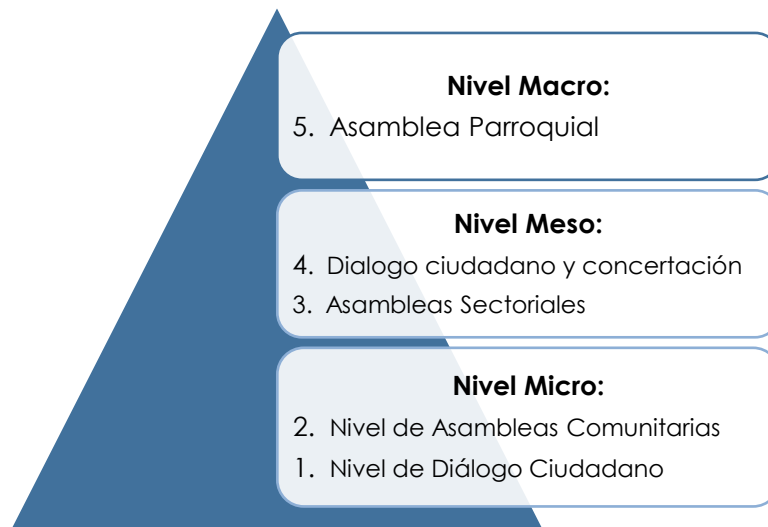 Nivel Macro:
5. Asamblea Parroquial
Nivel Meso:
4. Dialogo ciudadano y concertación
3. Asambleas Sectoriales
Nivel Micro:
2. Nivel de Asambleas Comunitarias
1. Nivel de Diálogo Ciudadano